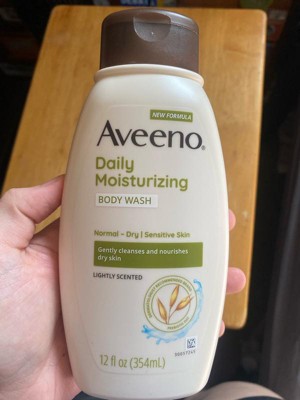 NEW FORMULA
Aveeno®
Daily
Moisturizing
BODY WASH
Normal - Dry | Sensitive Skin
Gently cleanses and nourishes
dry skin
LIGHTLY SCENTED
12 fl oz (354mL)